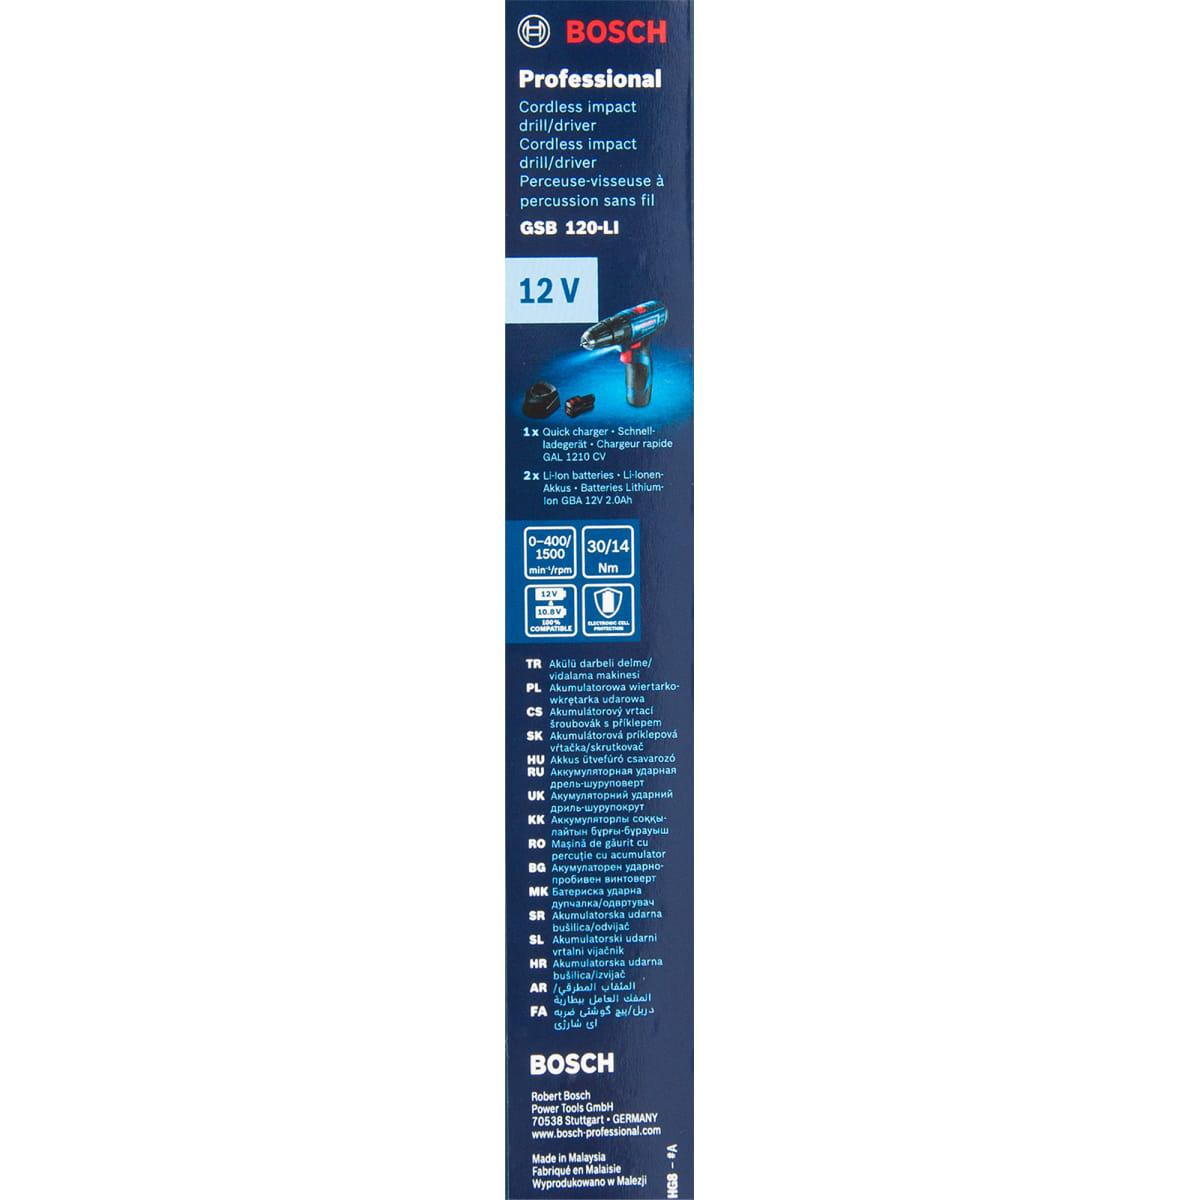 BOSCH
Professional
Cordless impact
drill/driver
Cordless impact
drill/driver
Perceuse-visseuse à
percussion sans fil
GSB 120-LI
12 V
1 x Quick charger • Schnell-
ladegerät • Chargeur rapide
GAL 1210 CV
2 x Li-Ion batteries • Li-Ionen-
Akkus • Batteries Lithium-
Ion GBA 12V 2.0Ah
0–400/
1500
min⁻¹/rpm
30/14
Nm
12 V
&
10.8 V
100%
COMPATIBLE
ELECTRONIC CELL
PROTECTION
TR Akülü darbeli delme/
vidalama makinesi
PL Akumulatorowa wiertarko-
wkrętarka udarowa
CS Akumulátorový vrtací
šroubovák s příklepem
SK Akumulátorová príklepová
vŕtačka/skrutkovač
HU Akkus ütvefúró csavarozó
RU Аккумуляторная ударная
дрель-шуруповерт
UK Акумуляторний ударний
дриль-шурупокрут
KK Аккумуляторлы соққы-
лайтын бұрғы-бұрауыш
RO Mașină de găurit cu
percuție cu acumulator
BG Акумулаторен ударно-
пробивен винтоверт
MK Батериска ударна
дупчалка/одвртувач
SR Akumulatorska udarna
bušilica/odvijač
SL Akumulatorski udarni
vrtalni vijačnik
HR Akumulatorska udarna
bušilica/izvijač
AR المثقاب المطرقي/
المفك العامل ببطارية
FA دریل/پیچ گوشتی ضربه
ای شارژی
BOSCH
Robert Bosch
Power Tools GmbH
70538 Stuttgart • GERMANY
www.bosch-professional.com
Made in Malaysia
Fabriqué en Malaisie
Wyprodukowano w Malezji
HG8 – #A